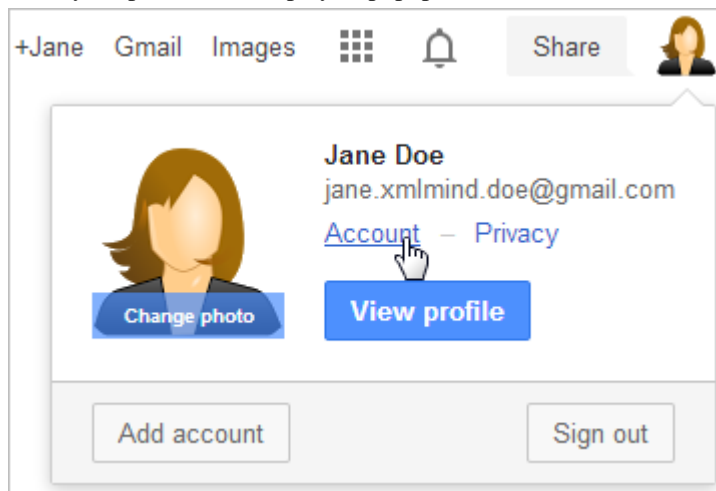 +Jane Gmail Images Share
Jane Doe
jane.xmlmind.doe@gmail.com
Account – Privacy
Change photo
View profile
Add account Sign out